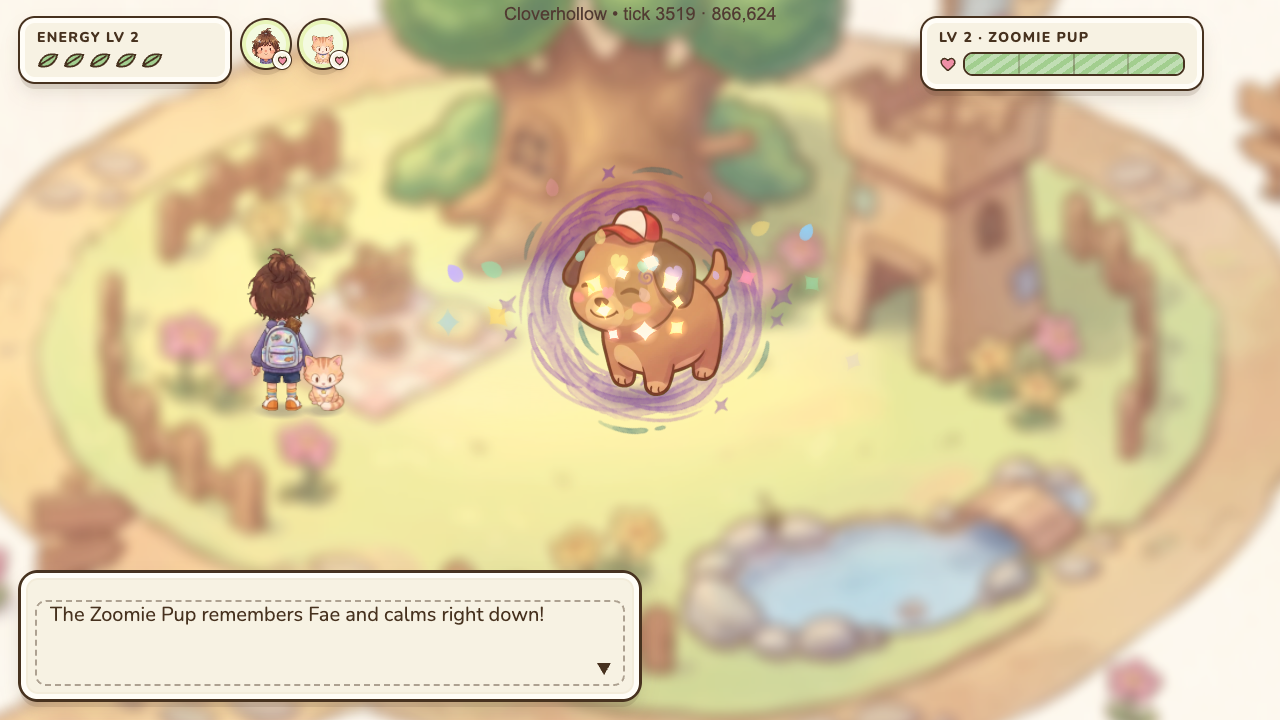 Cloverhollow • tick 3519 · 866,624
ENERGY LV 2
LV 2 · ZOOMIE PUP
The Zoomie Pup remembers Fae and calms right down!